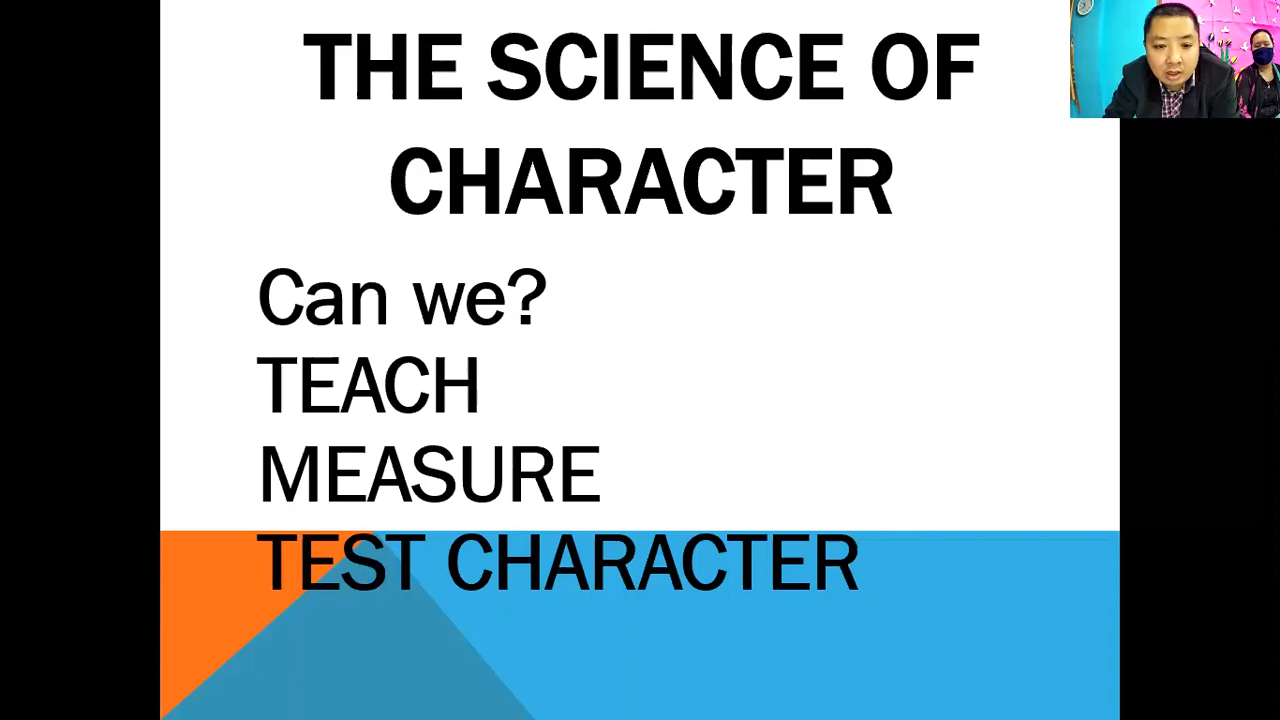 THE SCIENCE OF
CHARACTER
Can we?
TEACH
MEASURE
TEST CHARACTER